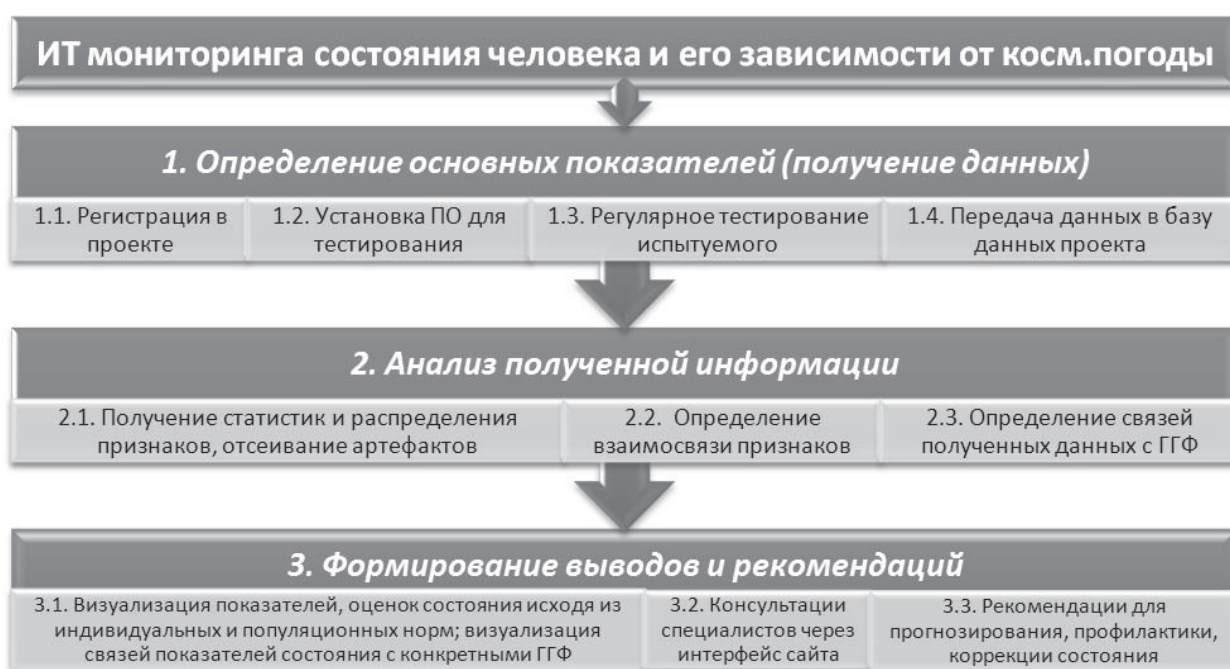 ИТ мониторинга состояния человека и его зависимости от косм.погоды
1. Определение основных показателей (получение данных)
1.1. Регистрация в
проекте
1.2. Установка ПО для
тестирования
1.3. Регулярное тестирование
испытуемого
1.4. Передача данных в базу
данных проекта
2. Анализ полученной информации
2.1. Получение статистик и распределения
признаков, отсеивание артефактов
2.2. Определение
взаимосвязи признаков
2.3. Определение связей
полученных данных с ГГФ
3. Формирование выводов и рекомендаций
3.1. Визуализация показателей, оценок состояния исходя из
индивидуальных и популяционных норм; визуализация
связей показателей состояния с конкретными ГГФ
3.2. Консультации
специалистов через
интерфейс сайта
3.3. Рекомендации для
прогнозирования, профилактики,
коррекции состояния